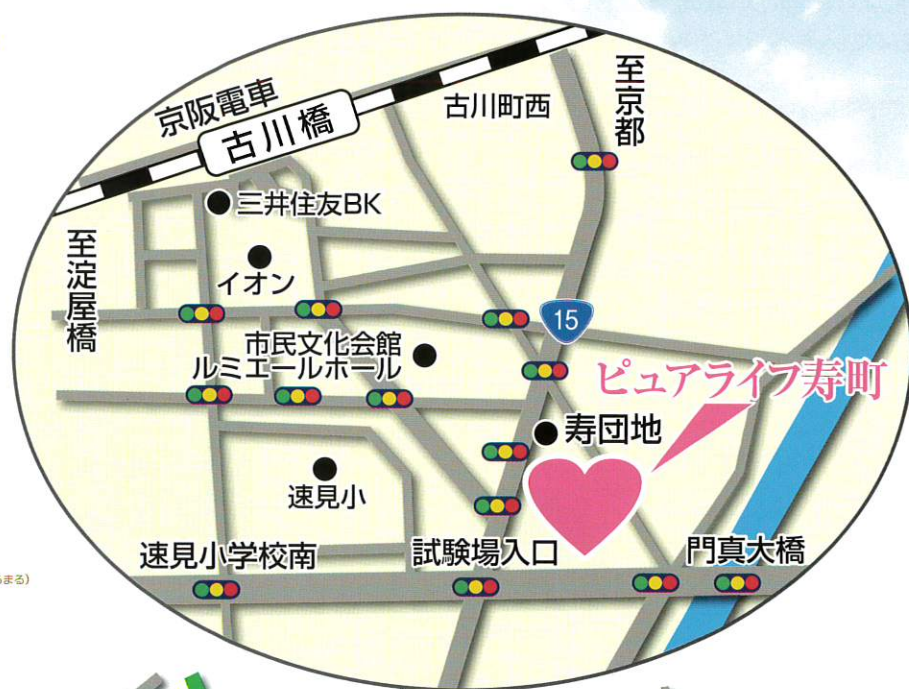 京阪電車
古川橋
古川町西
至京都
三井住友BK
至淀屋橋
イオン
15
市民文化会館
ルミエールホール
ピュアライフ寿町
寿団地
速見小
速見小学校南
試験場入口
門真大橋
まる)